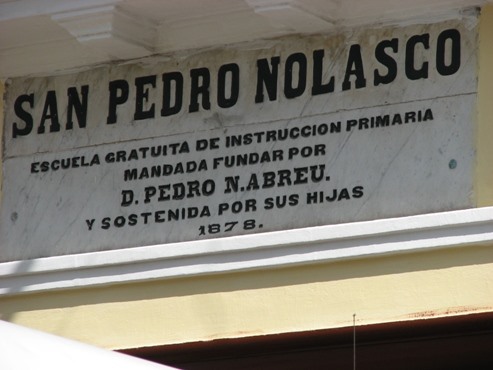 SAN PEDRO NOLASCO
ESCUELA GRATUITA DE INSTRUCCION PRIMARIA
MANDADA FUNDAR POR
D. PEDRO N. ABREU.
Y SOSTENIDA POR SUS HIJAS
1878.